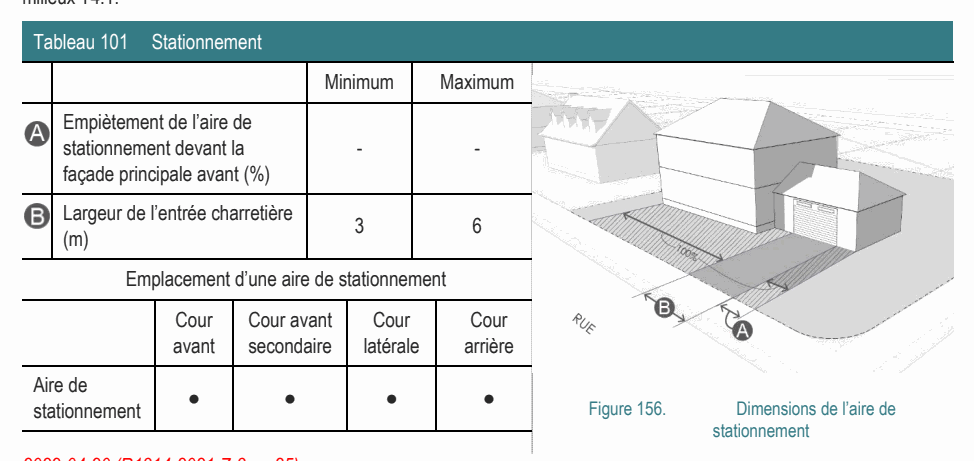 milieux T4.1.
Tableau 101 Stationnement
Minimum Maximum
A Empiètement de l'aire de
stationnement devant la
façade principale avant (%)
- -
B Largeur de l'entrée charretière
(m)
3 6
Emplacement d'une aire de stationnement
Cour
avant
Cour avant
secondaire
Cour
latérale
Cour
arrière
Aire de
stationnement
● ● ● ●
100%
B
A
RUE
Figure 156. Dimensions de l'aire de
stationnement